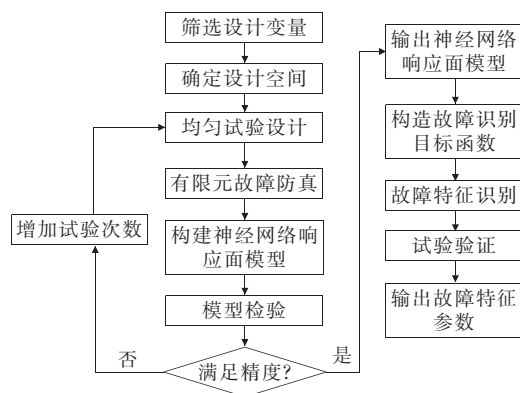 筛选设计变量
确定设计空间
均匀试验设计
有限元故障防真
增加试验次数
构建神经网络响
应面模型
模型检验
否
满足精度?
是
输出神经网络
响应面模型
构造故障识别
目标函数
故障特征识别
试验验证
输出故障特征
参数